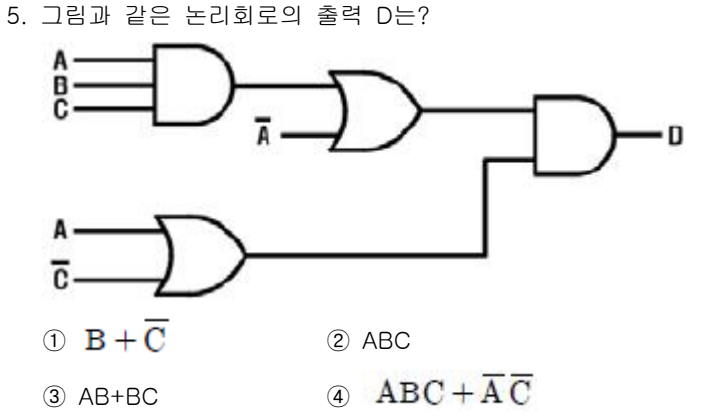 5. 그림과 같은 논리회로의 출력 D는?
A
B
C
A̅
D
A
C̅
① B + C̅
② ABC
③ AB+BC
④ ABC + A̅ C̅